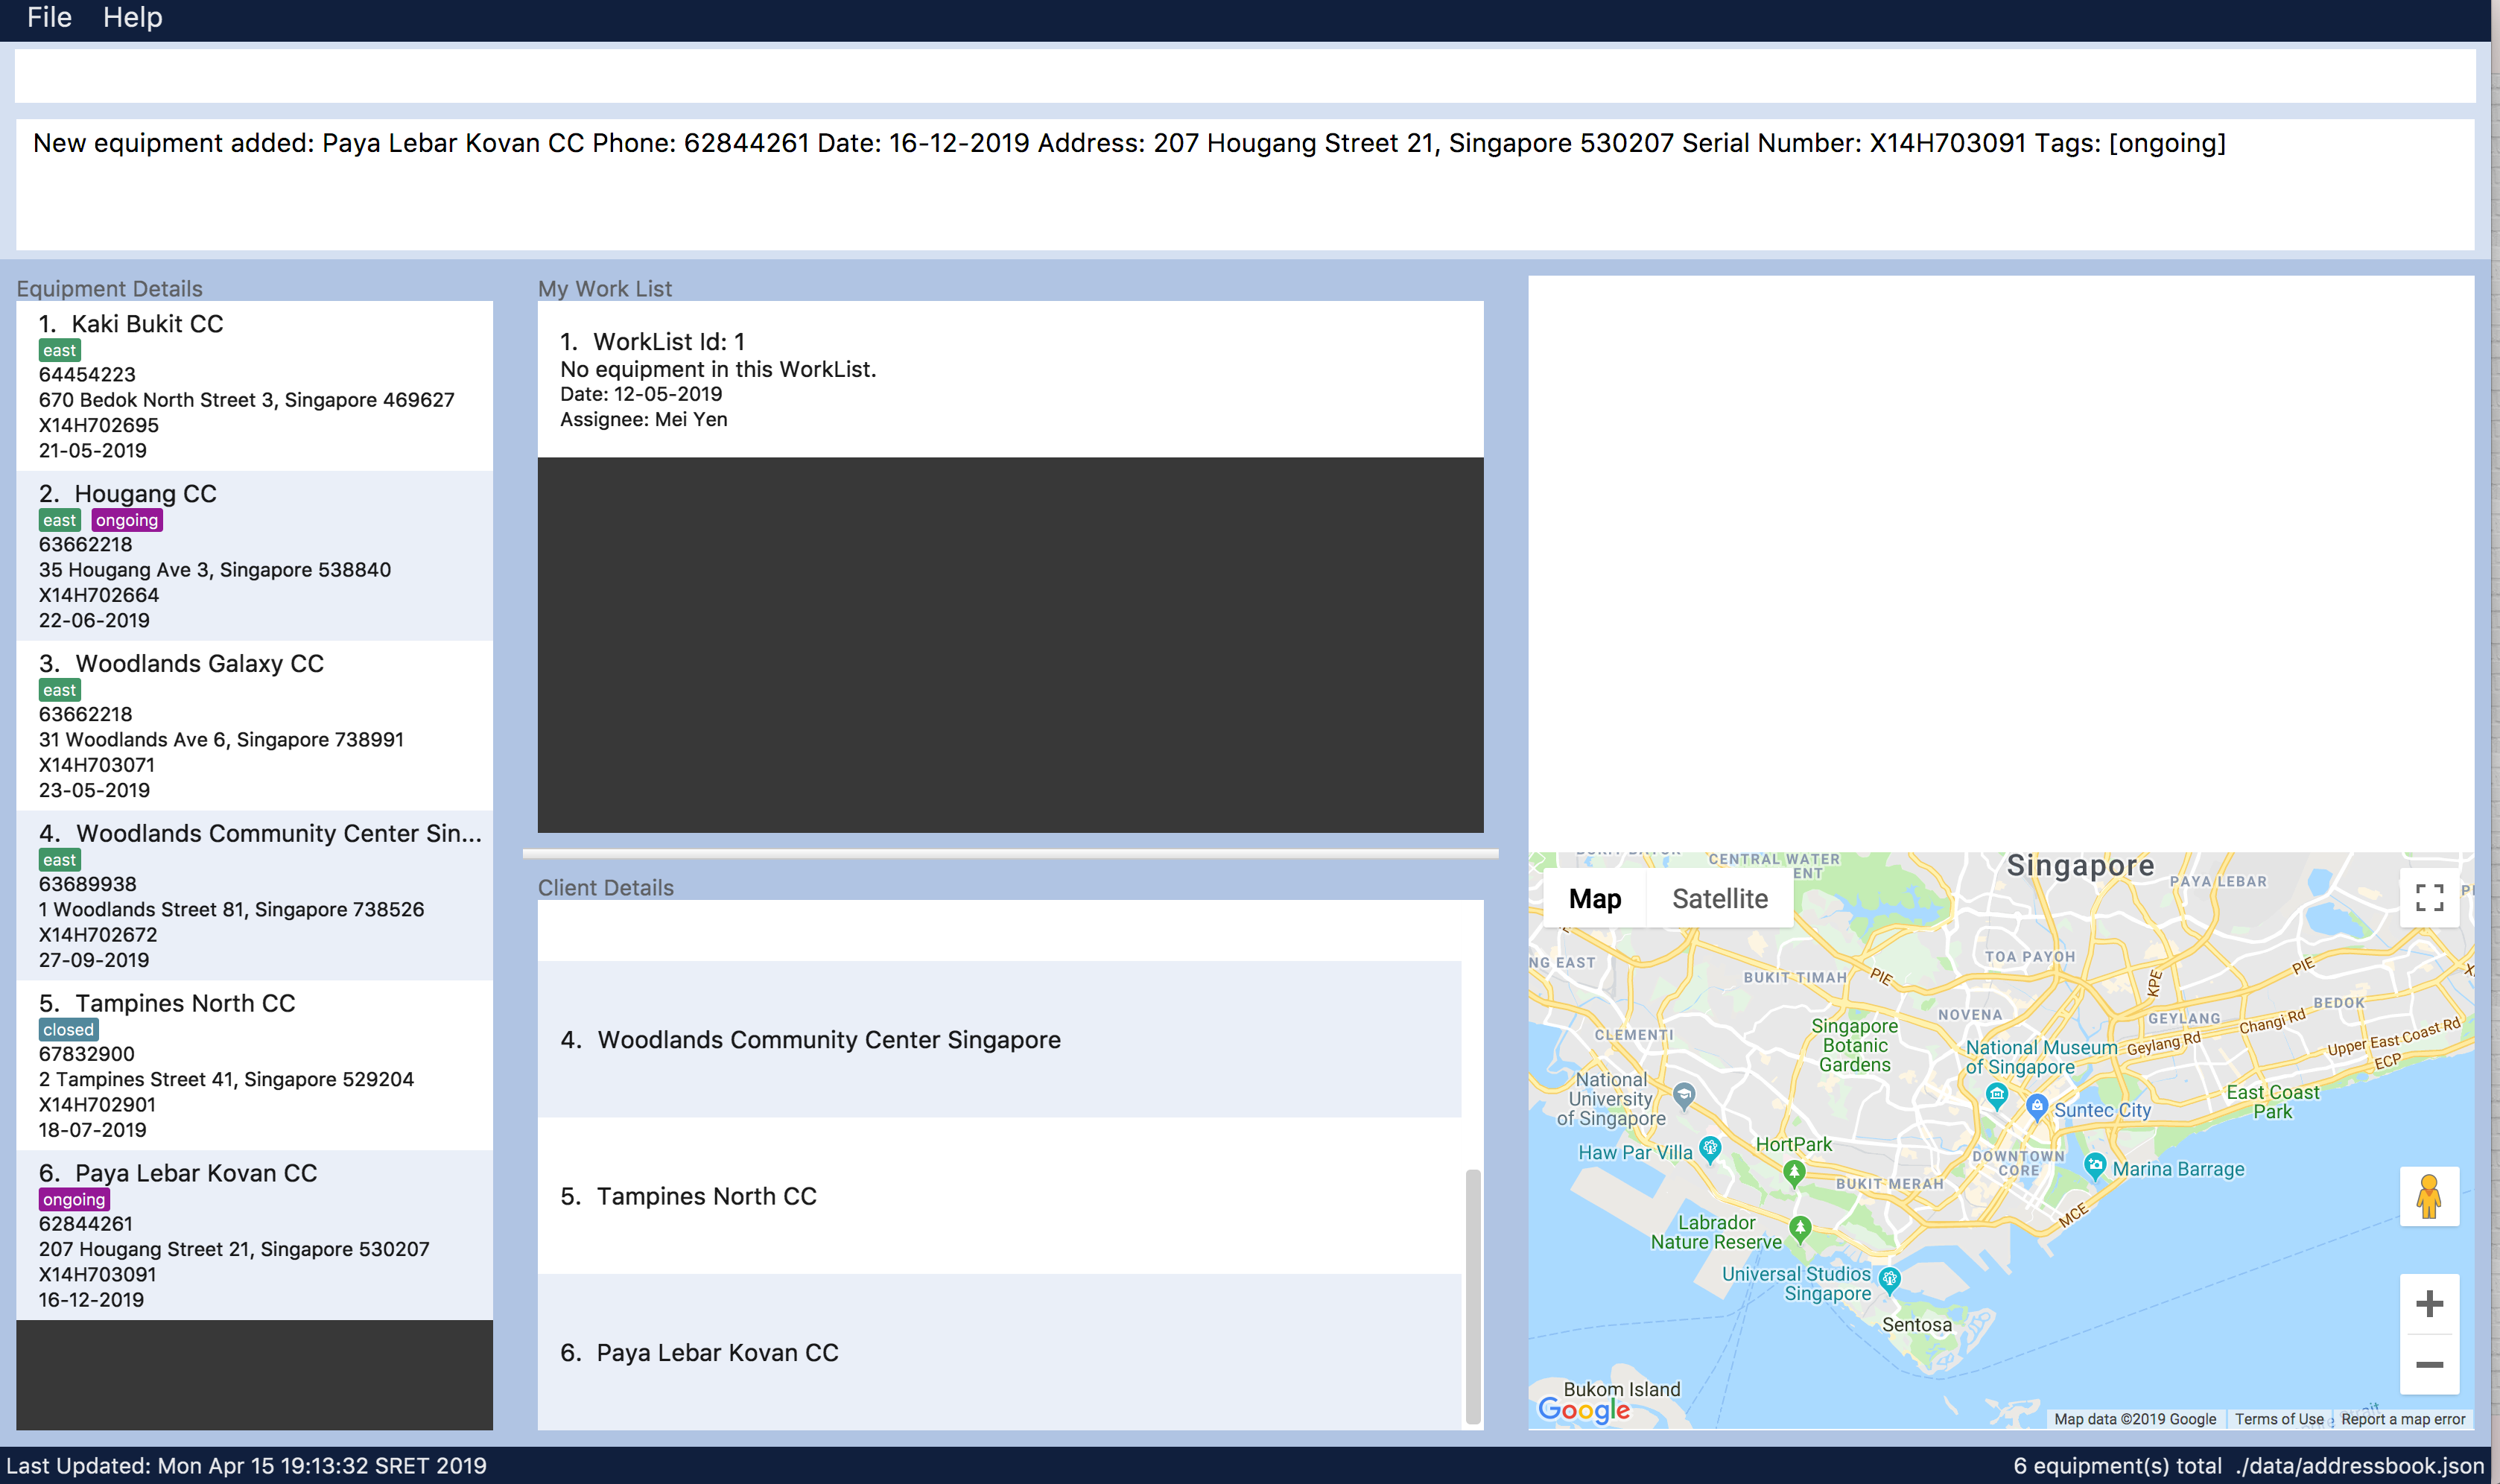 File Help
New equipment added: Paya Lebar Kovan CC Phone: 62844261 Date: 16-12-2019 Address: 207 Hougang Street 21, Singapore 530207 Serial Number: X14H703091 Tags: [ongoing]
Equipment Details
1. Kaki Bukit CC
east
64454223
670 Bedok North Street 3, Singapore 469627
X14H702695
21-05-2019
2. Hougang CC
east ongoing
63662218
35 Hougang Ave 3, Singapore 538840
X14H702664
22-06-2019
3. Woodlands Galaxy CC
east
63662218
31 Woodlands Ave 6, Singapore 738991
X14H703071
23-05-2019
4. Woodlands Community Center Sin...
east
63689938
1 Woodlands Street 81, Singapore 738526
X14H702672
27-09-2019
5. Tampines North CC
closed
67832900
2 Tampines Street 41, Singapore 529204
X14H702901
18-07-2019
6. Paya Lebar Kovan CC
ongoing
62844261
207 Hougang Street 21, Singapore 530207
X14H703091
16-12-2019
My Work List
1. WorkList Id: 1
No equipment in this WorkList.
Date: 12-05-2019
Assignee: Mei Yen
Client Details
4. Woodlands Community Center Singapore
5. Tampines North CC
6. Paya Lebar Kovan CC
CENTRAL WATER
Singapore
PAYA LEBAR
Map Satellite
NG EAST
BUKIT TIMAH
PIE
TOA PAYOH
KPE
PIE
BEDOK
NOVENA
GEYLANG
Changi Rd
CLEMENTI
Singapore
Botanic
Gardens
National Museum
of Singapore
Geylang Rd
Upper East Coast Rd
ECP
National
University
of Singapore
Suntec City
East Coast
Park
Haw Par Villa
HortPark
DOWNTOWN
CORE
Marina Barrage
BUKIT MERAH
MCE
Labrador
Nature Reserve
Universal Studios
Singapore
Sentosa
Bukom Island
Google
Map data ©2019 Google
Terms of Use
Report a map error
Last Updated: Mon Apr 15 19:13:32 SRET 2019
6 equipment(s) total ./data/addressbook.json